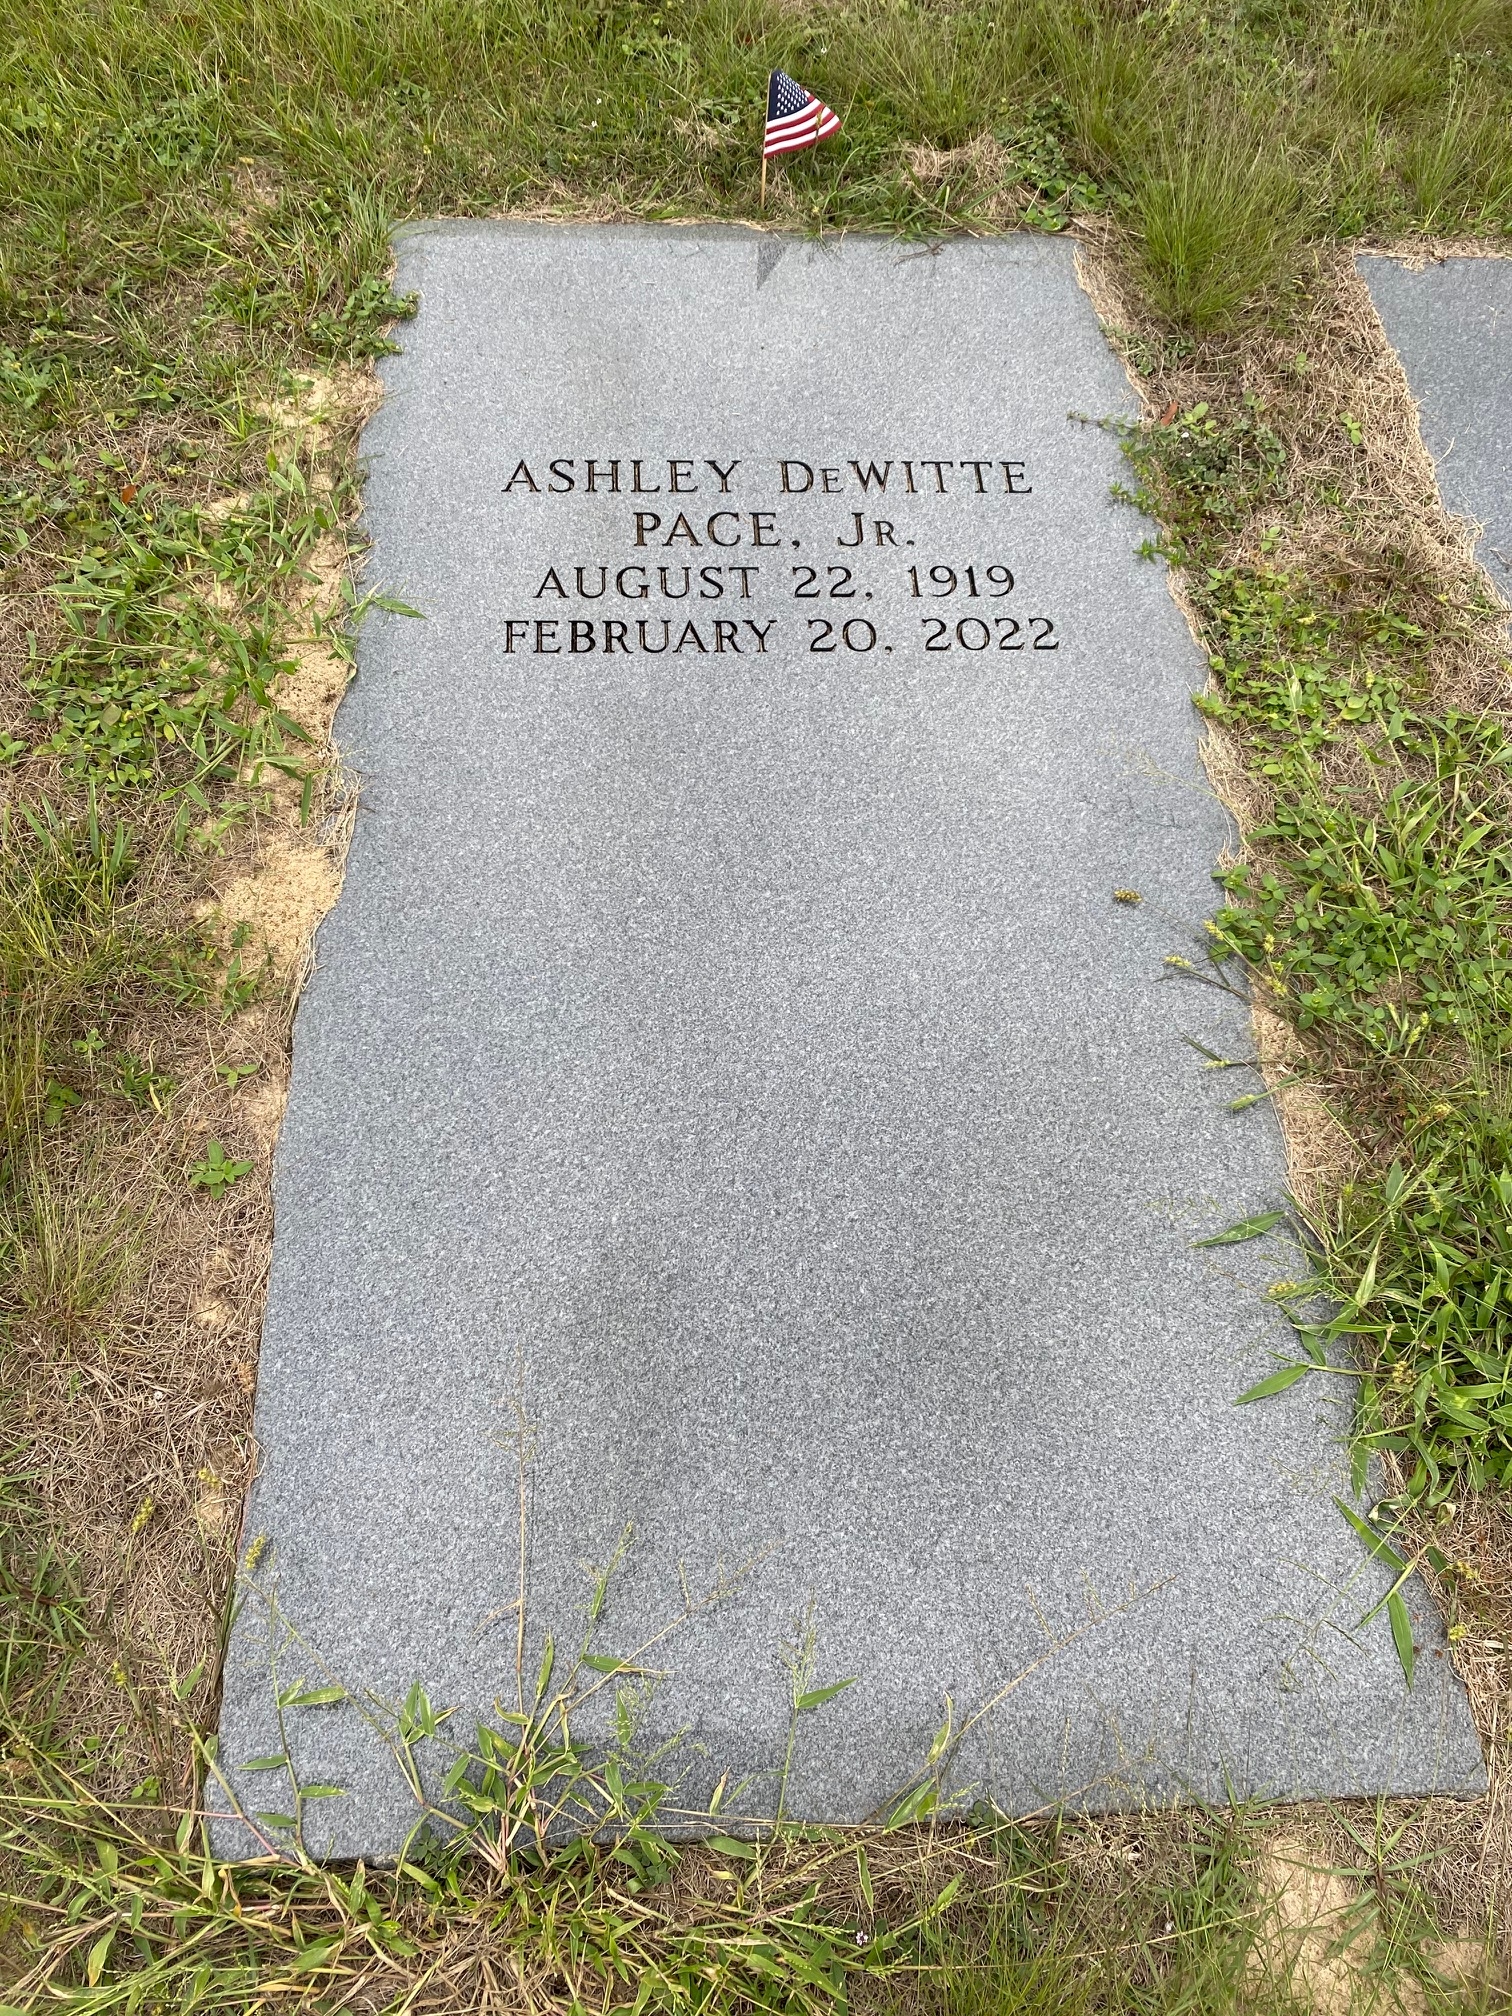 ASHLEY DeWITTE
PACE, JR.
AUGUST 22, 1919
FEBRUARY 20, 2022